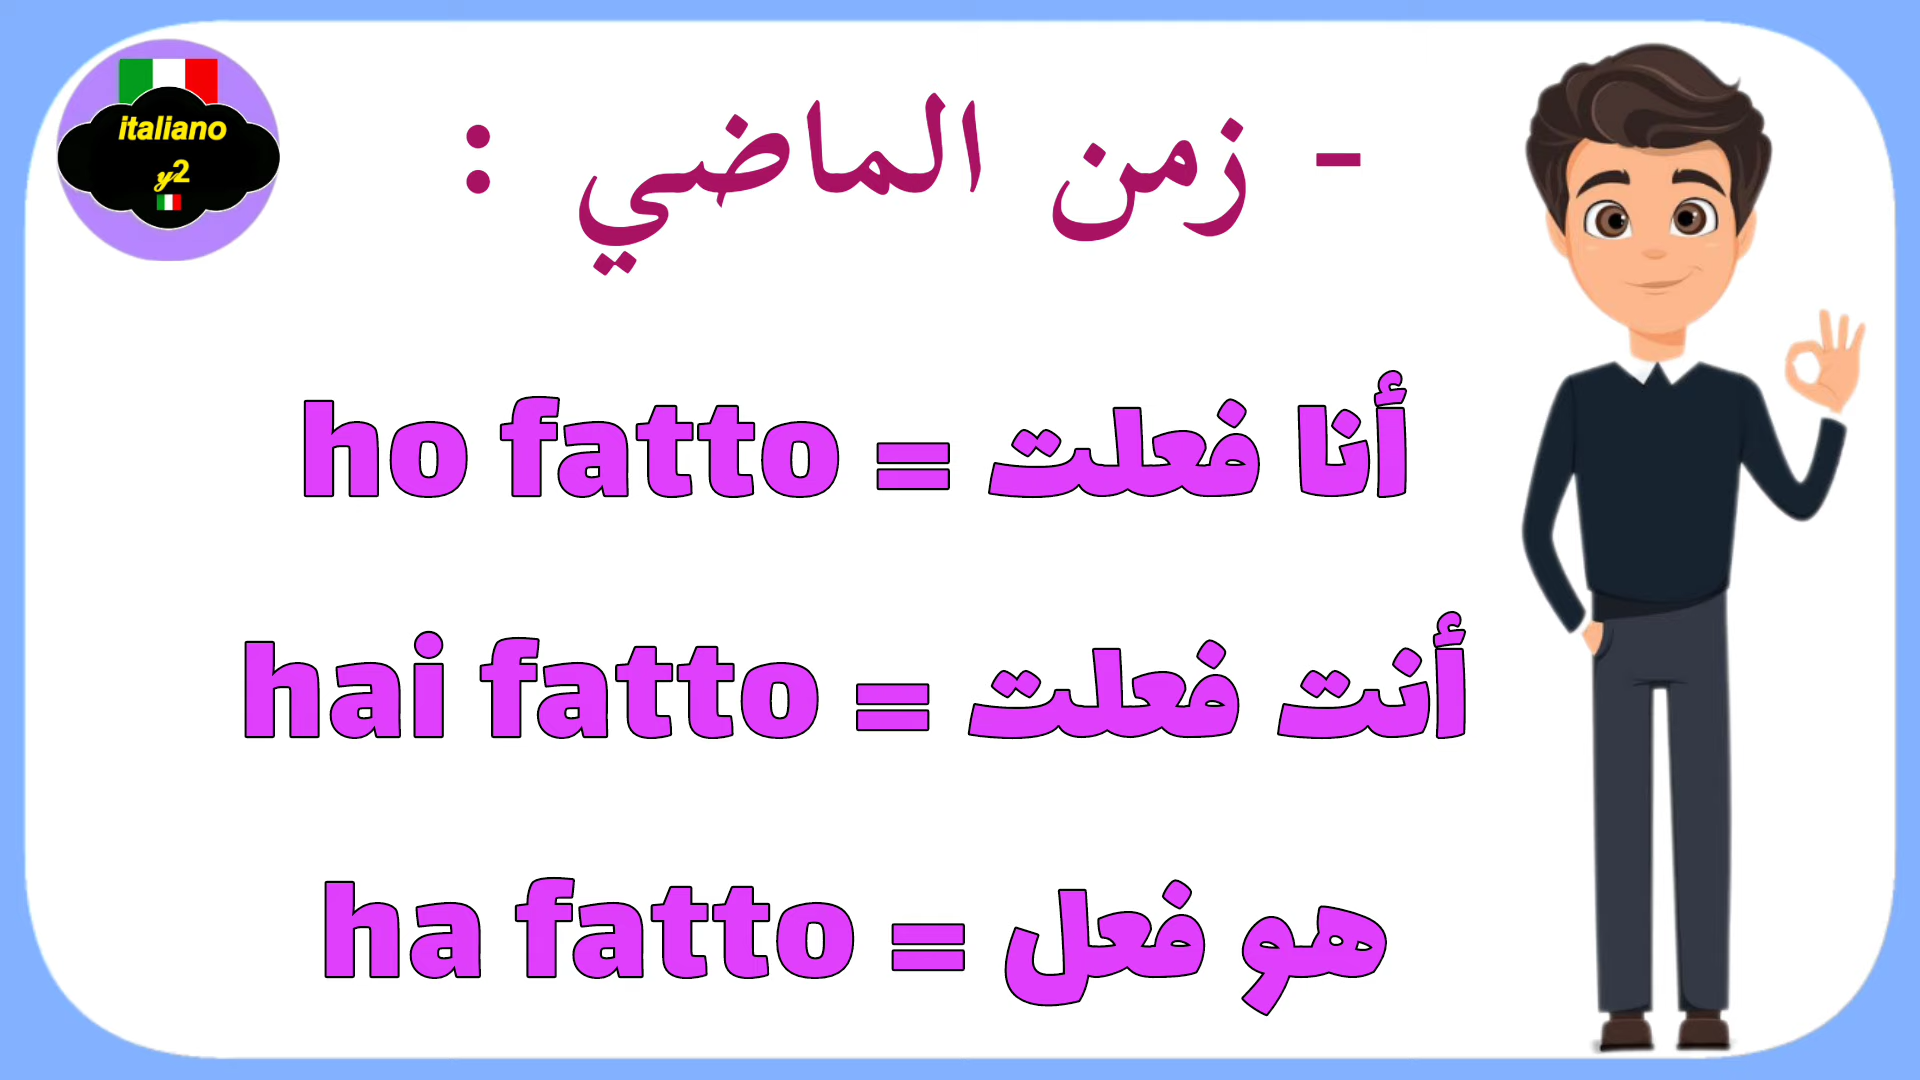 italiano
y2
- زمن الماضي :
أنا فعلت = ho fatto
أنت فعلت = hai fatto
هو فعل = ha fatto